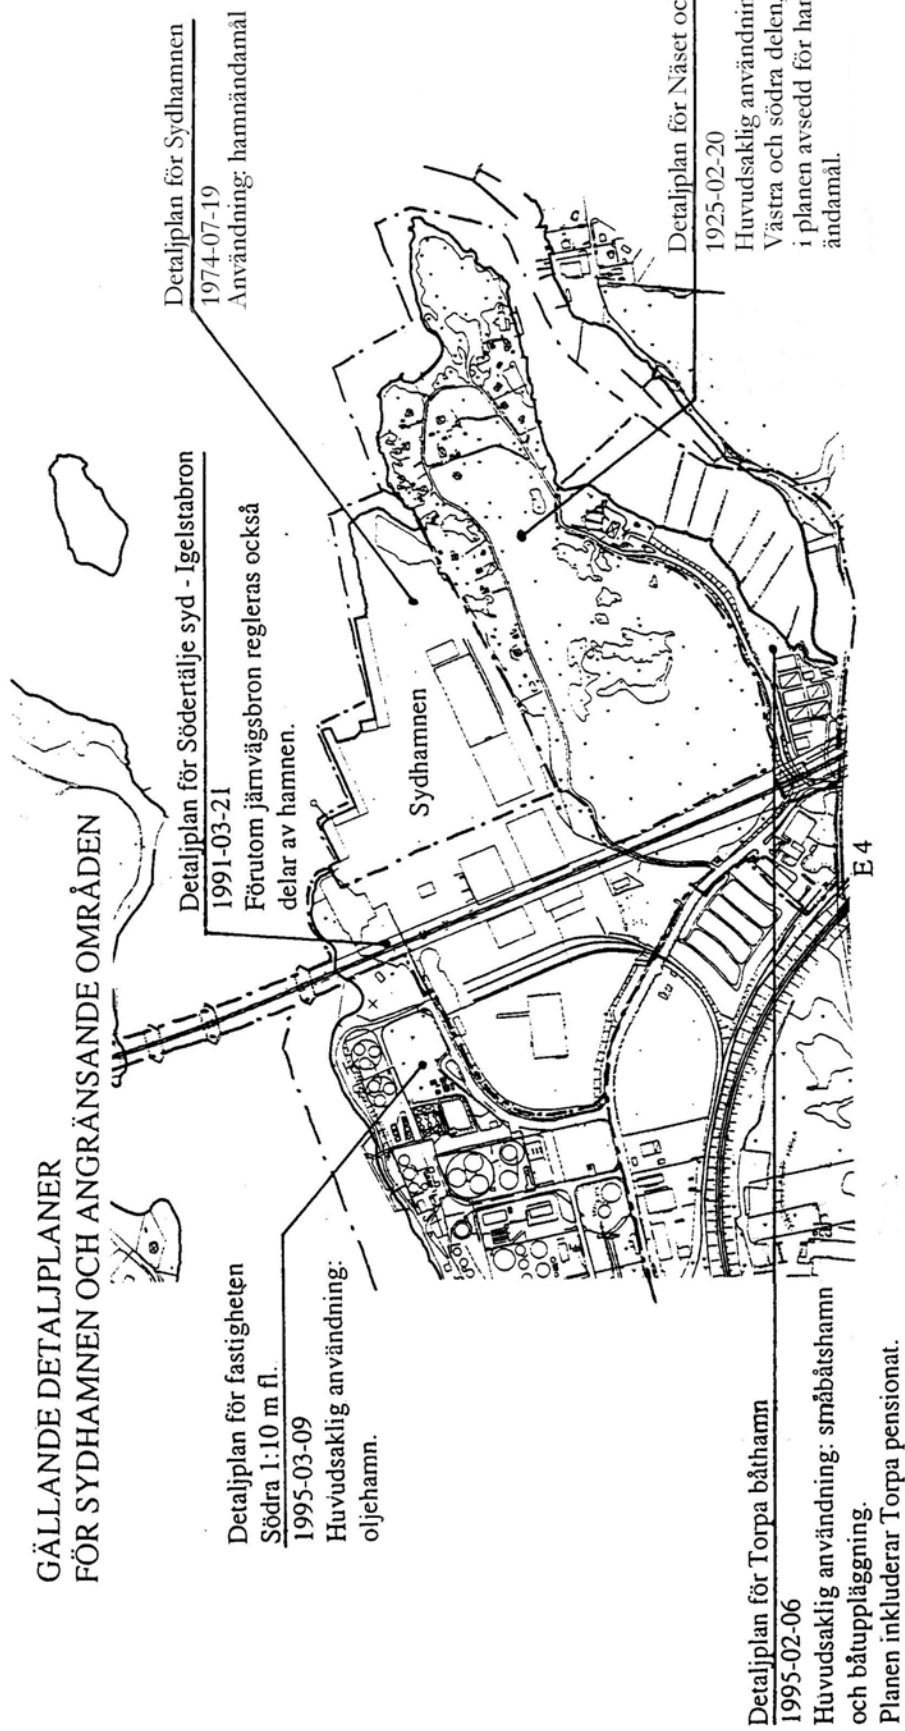 GÄLLANDE DETALJPLANER
FÖR SYDHAMNEN OCH ANGRÄNSANDE OMRÅDEN
Detaljplan för fastigheten
Södra 1:10 m fl.
1995-03-09
Huvudsaklig användning:
oljehamn.
Detaljplan för Södertälje syd - Igelstabron
1991-03-21
Förutom järnvägsbron regleras också
delar av hamnen.
Detaljplan för Sydhamnen
1974-07-19
Användning: hamnändamål
Sydhamnen
E 4
Detaljplan för Torpa båthamn
1995-02-06
Huvudsaklig användning: småbåtshamn
och båtuppläggning.
Planen inkluderar Torpa pensionat.
Detaljplan för Näset oc
1925-02-20
Huvudsaklig användnin
Västra och södra delen,
i planen avsedd för har
ändamål.